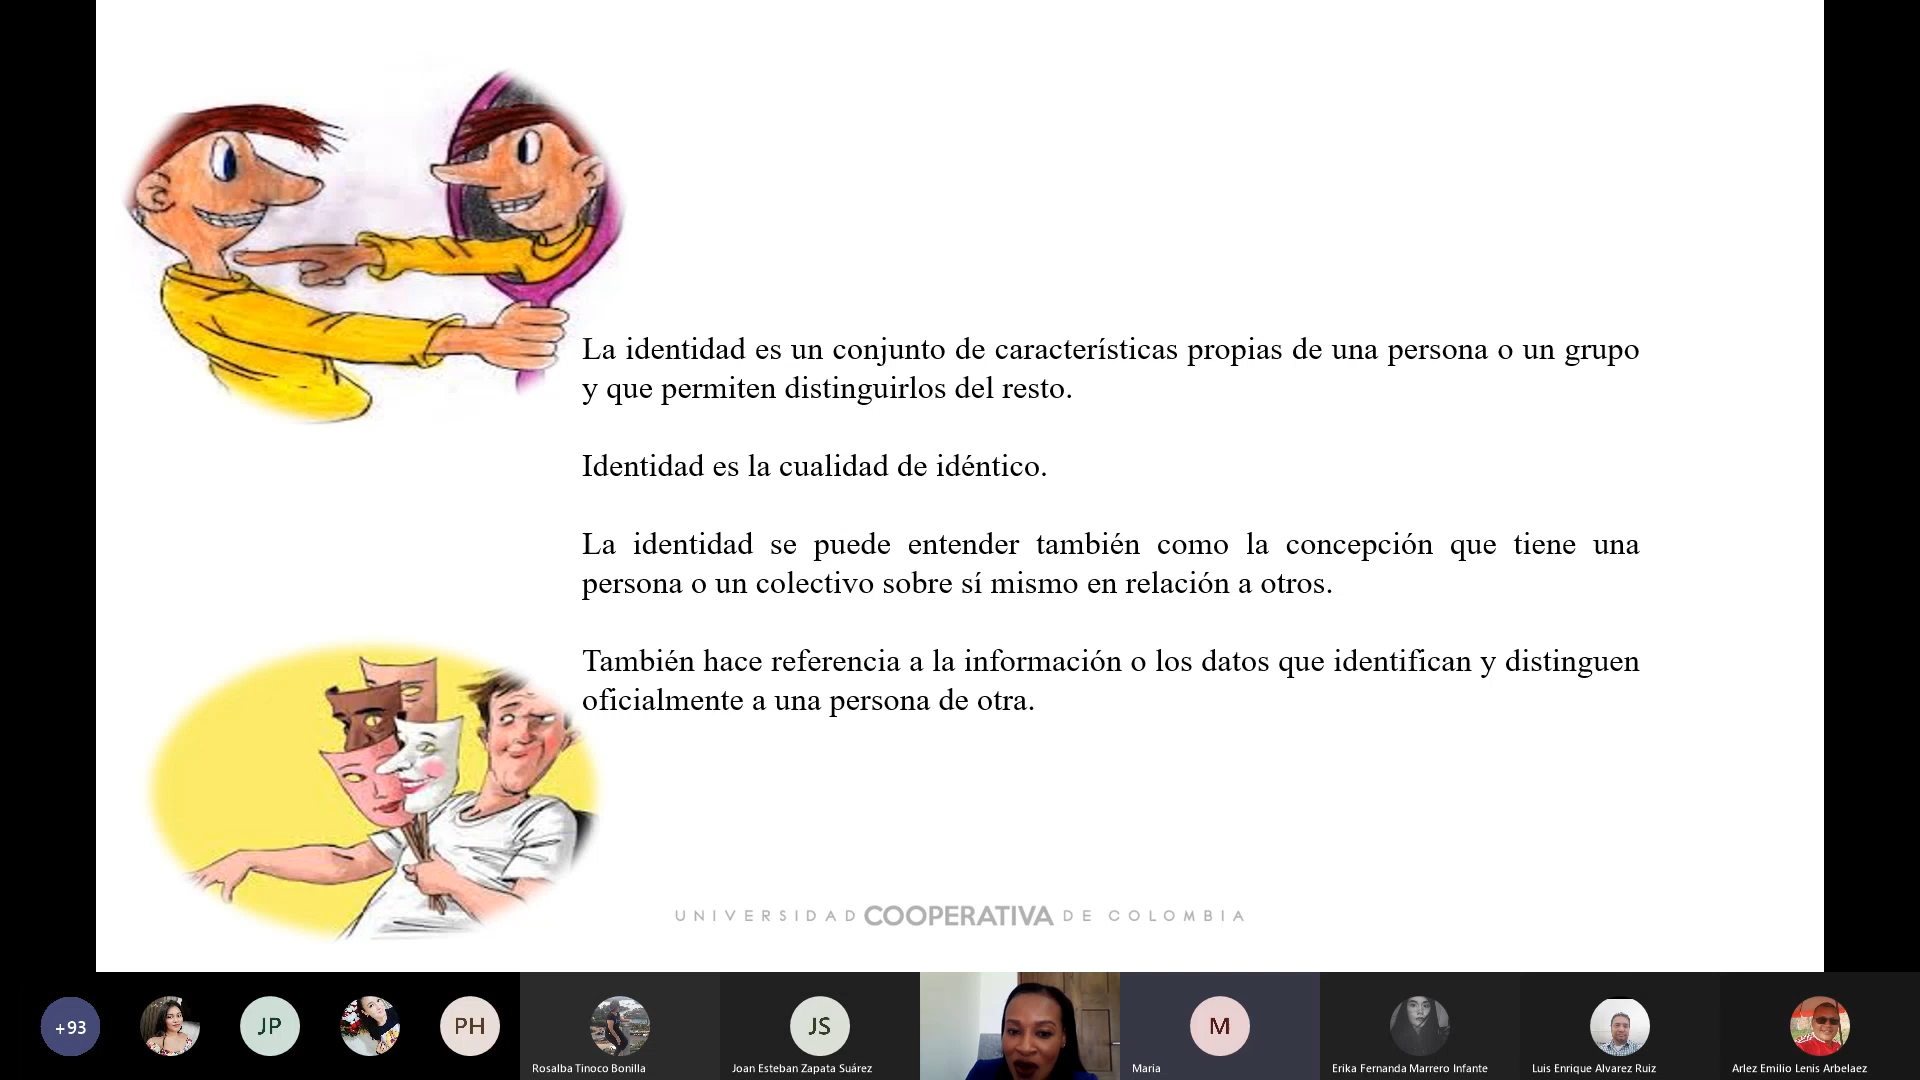 La identidad es un conjunto de características propias de una persona o un grupo
y que permiten distinguirlos del resto.
Identidad es la cualidad de idéntico.
La identidad se puede entender también como la concepción que tiene una
persona o un colectivo sobre sí mismo en relación a otros.
También hace referencia a la información o los datos que identifican y distinguen
oficialmente a una persona de otra.
UNIVERSIDAD COOPERATIVA DE COLOMBIA
+93
JP
PH
JS
M
Rosalba Tinoco Bonilla
Joan Esteban Zapata Suárez
Maria
Erika Fernanda Marrero Infante
Luis Enrique Alvarez Ruiz
Arlez Emilio Lenis Arbelaez